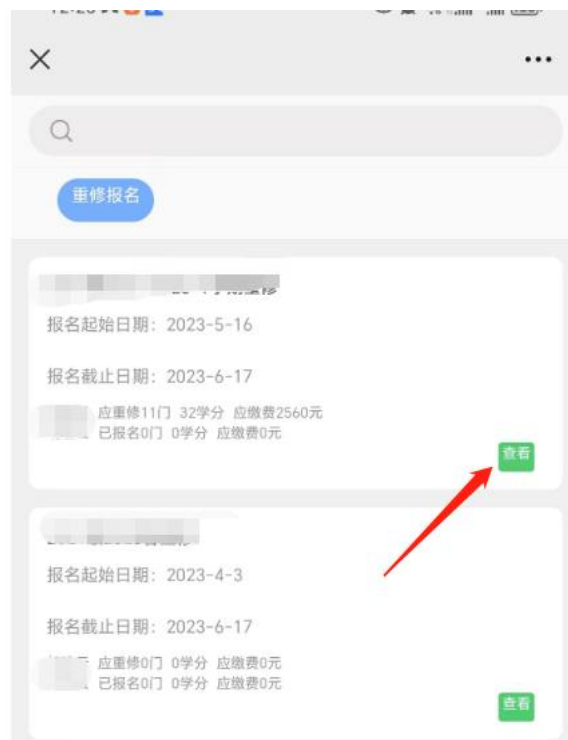 重修报名
报名起始日期：2023-5-16
报名截止日期：2023-6-17
应重修11门 32学分 应缴费2560元
已报名0门 0学分 应缴费0元
查看
报名起始日期：2023-4-3
报名截止日期：2023-6-17
应重修0门 0学分 应缴费0元
已报名0门 0学分 应缴费0元
查看